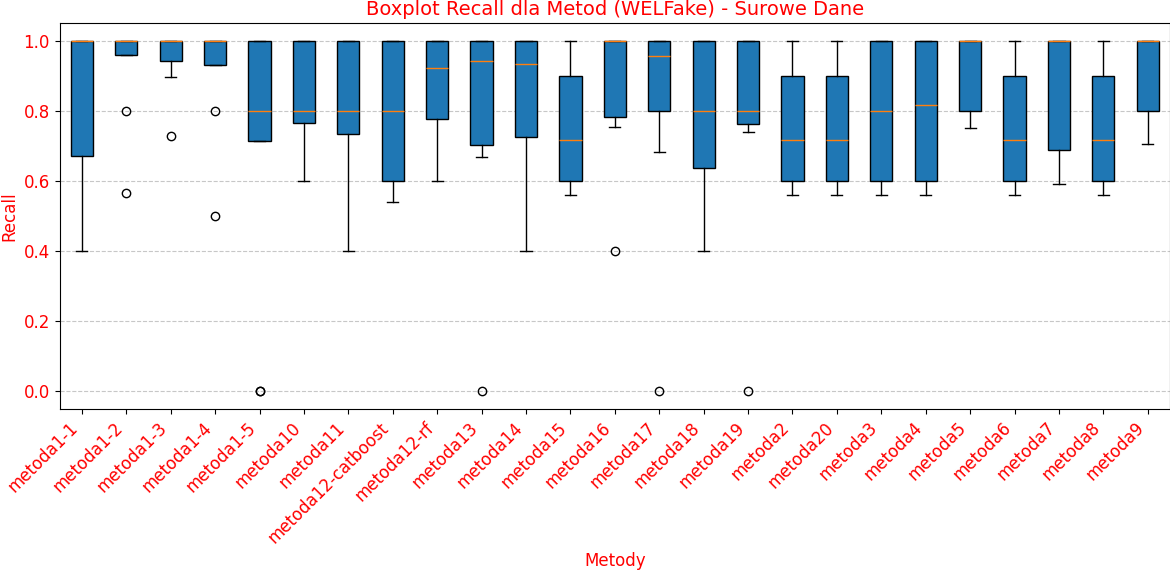 Boxplot Recall dla Metod (WELFake) - Surowe Dane
Recall
1.0
0.8
0.6
0.4
0.2
0.0
metoda1-1
metoda1-2
metoda1-3
metoda1-4
metoda1-5
metoda10
metoda11
metoda12-catboost
metoda12-rf
metoda13
metoda14
metoda15
metoda16
metoda17
metoda18
metoda19
metoda2
metoda20
metoda3
metoda4
metoda5
metoda6
metoda7
metoda8
metoda9
Metody